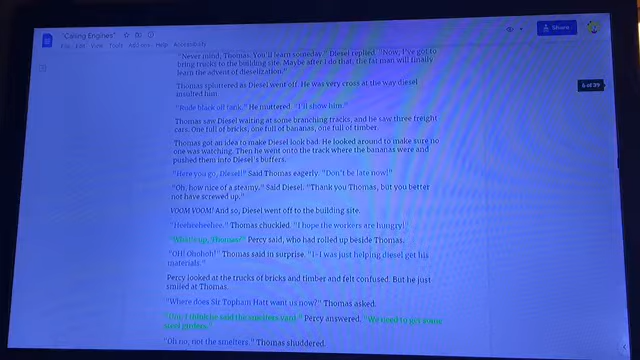 "Caring Engines"
File Edit View Tools Add-ons Help Accessibility
Share
6 of 39
"Never mind, Thomas. You'll learn someday." Diesel replied. "Now, I've got to
bring trucks to the building site. Maybe after I do that, the fat man will finally
learn the advent of dieselization."
Thomas spluttered as Diesel went off. He was very cross at the way diesel
insulted him.
"Rude black oil tank." He muttered. "I'll show him."
Thomas saw Diesel waiting at some branching tracks, and he saw three freight
cars. One full of bricks, one full of bananas, one full of timber.
Thomas got an idea to make Diesel look bad. He looked around to make sure no
one was watching. Then he went onto the track where the bananas were and
pushed them into Diesel's buffers.
"Here you go, Diesel!" Said Thomas eagerly. "Don't be late now!"
"Oh, how nice of a steamy." Said Diesel. "Thank you Thomas, but you better
not have screwed up."
VOOM VOOM! And so, Diesel went off to the building site.
"Heeheeheehee." Thomas chuckled. "I hope the workers are hungry!"
"What's up, Thomas?" Percy said, who had rolled up beside Thomas.
"OH! Ohohoh!" Thomas said in surprise. "I-I was just helping diesel get his
materials."
Percy looked at the trucks of bricks and timber and felt confused. But he just
smiled at Thomas.
"Where does Sir Topham Hatt want us now?" Thomas asked.
"Um, I think he said the smelters yard." Percy answered. "We need to get some
steel girders."
"Oh no, not the smelters." Thomas shuddered.